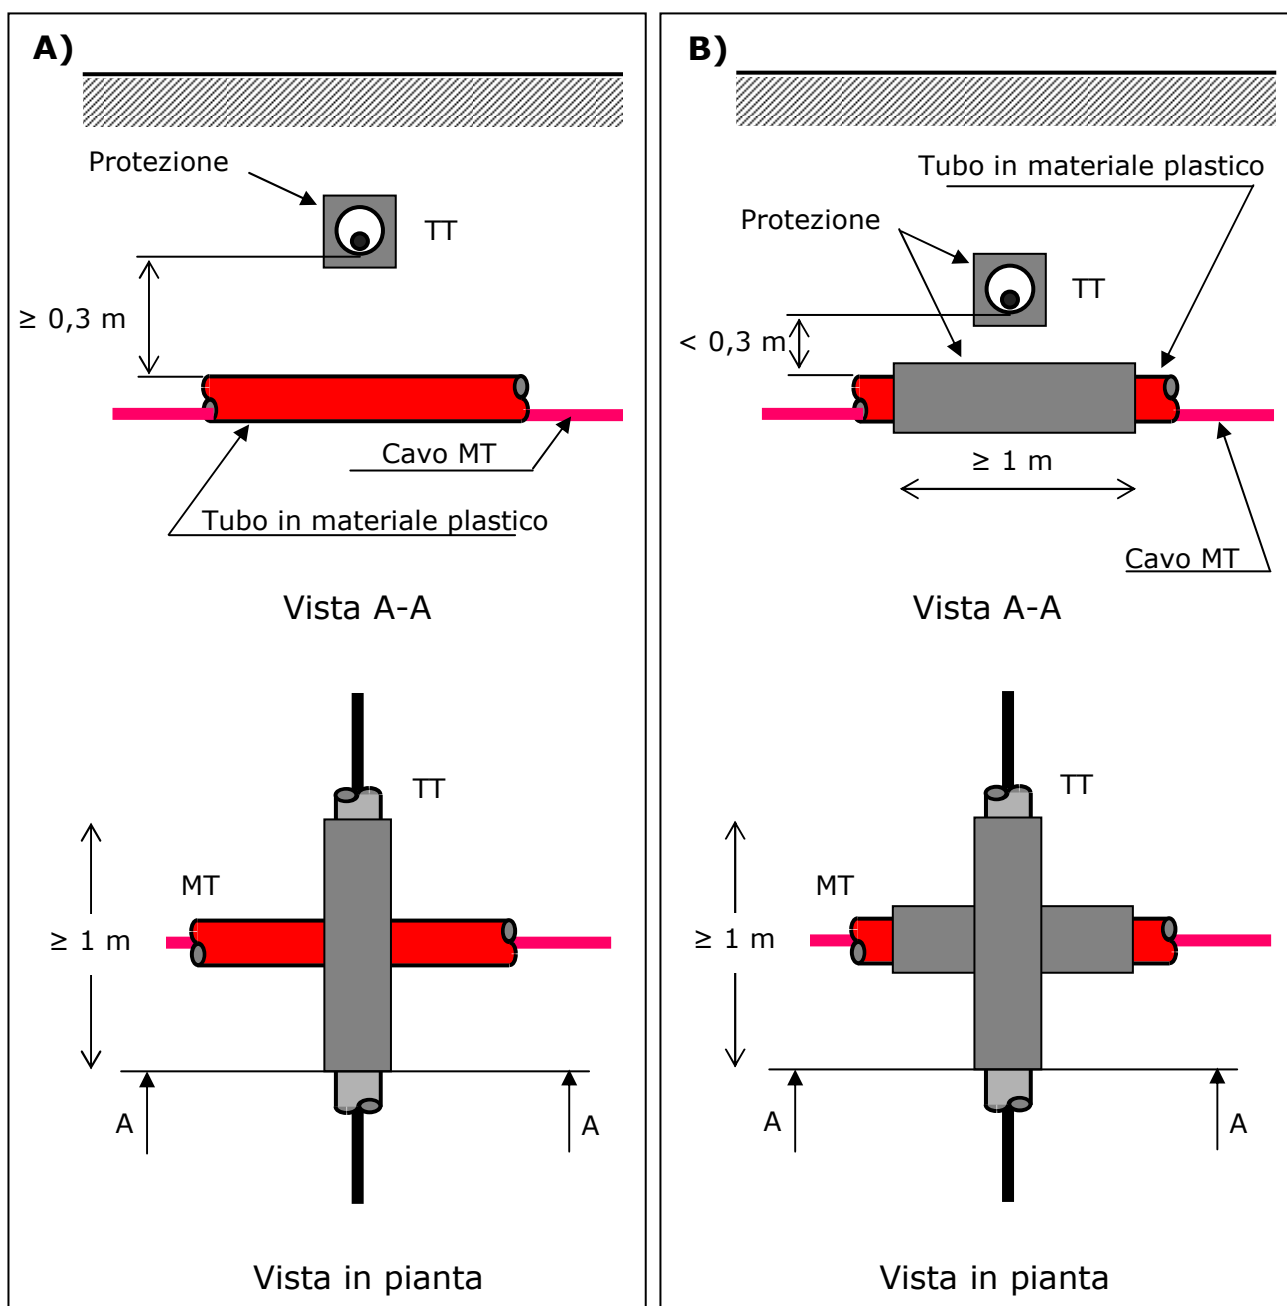 A)
Protezione
TT
≥ 0,3 m
Cavo MT
Tubo in materiale plastico
Vista A-A
TT
MT
≥ 1 m
A
A
Vista in pianta
B)
Tubo in materiale plastico
Protezione
TT
< 0,3 m
≥ 1 m
Cavo MT
Vista A-A
TT
MT
≥ 1 m
A
A
Vista in pianta